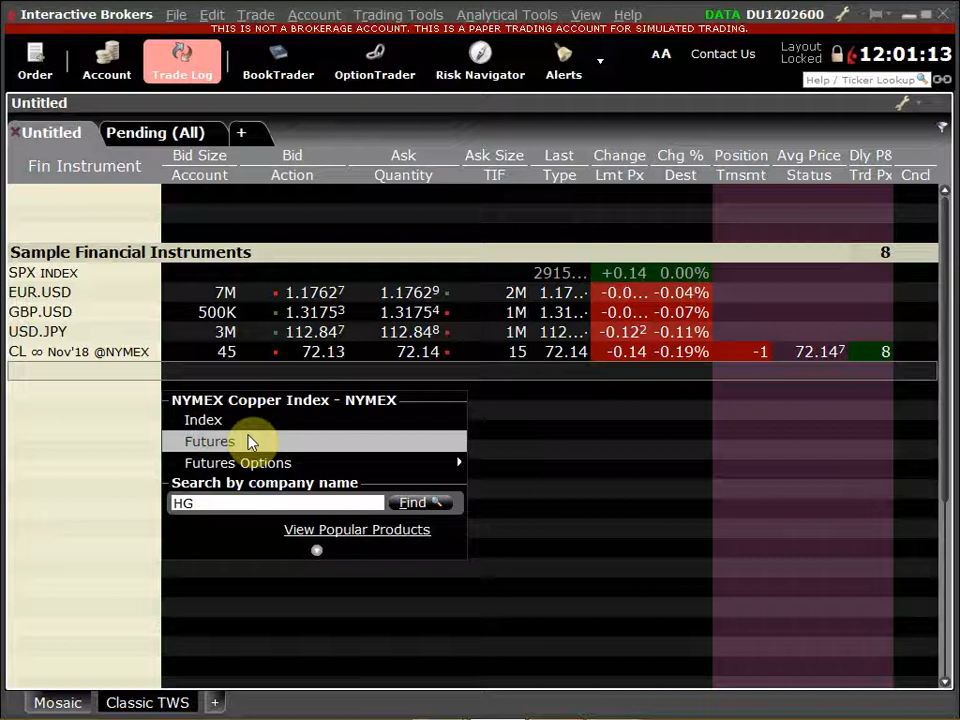 Interactive Brokers File Edit Trade Account Trading Tools Analytical Tools View Help DATA DU1202600
THIS IS NOT A BROKERAGE ACCOUNT. THIS IS A PAPER TRADING ACCOUNT FOR SIMULATED TRADING.
Order Account Trade Log BookTrader OptionTrader Risk Navigator Alerts AA Contact Us Layout Locked 12:01:13
Help / Ticker Lookup
Untitled
Untitled Pending (All) +
Fin Instrument
Bid Size Bid Ask Ask Size Last Change Chg % Position Avg Price Dly P&
Account Action Quantity TIF Type Lmt Px Dest Trnsmt Status Trd Px Cncl
Sample Financial Instruments 8
SPX INDEX 2915... +0.14 0.00%
EUR.USD 7M 1.1762⁷ 1.1762⁹ 2M 1.17... -0.0... -0.04%
GBP.USD 500K 1.3175³ 1.3175⁴ 1M 1.31... -0.0... -0.07%
USD.JPY 3M 112.84⁷ 112.84⁸ 1M 112... -0.12² -0.11%
CL ∞ Nov'18 @NYMEX 45 72.13 72.14 15 72.14 -0.14 -0.19% -1 72.14⁷ 8
NYMEX Copper Index - NYMEX
Index
Futures
Futures Options
Search by company name
HG Find
View Popular Products
Mosaic Classic TWS +